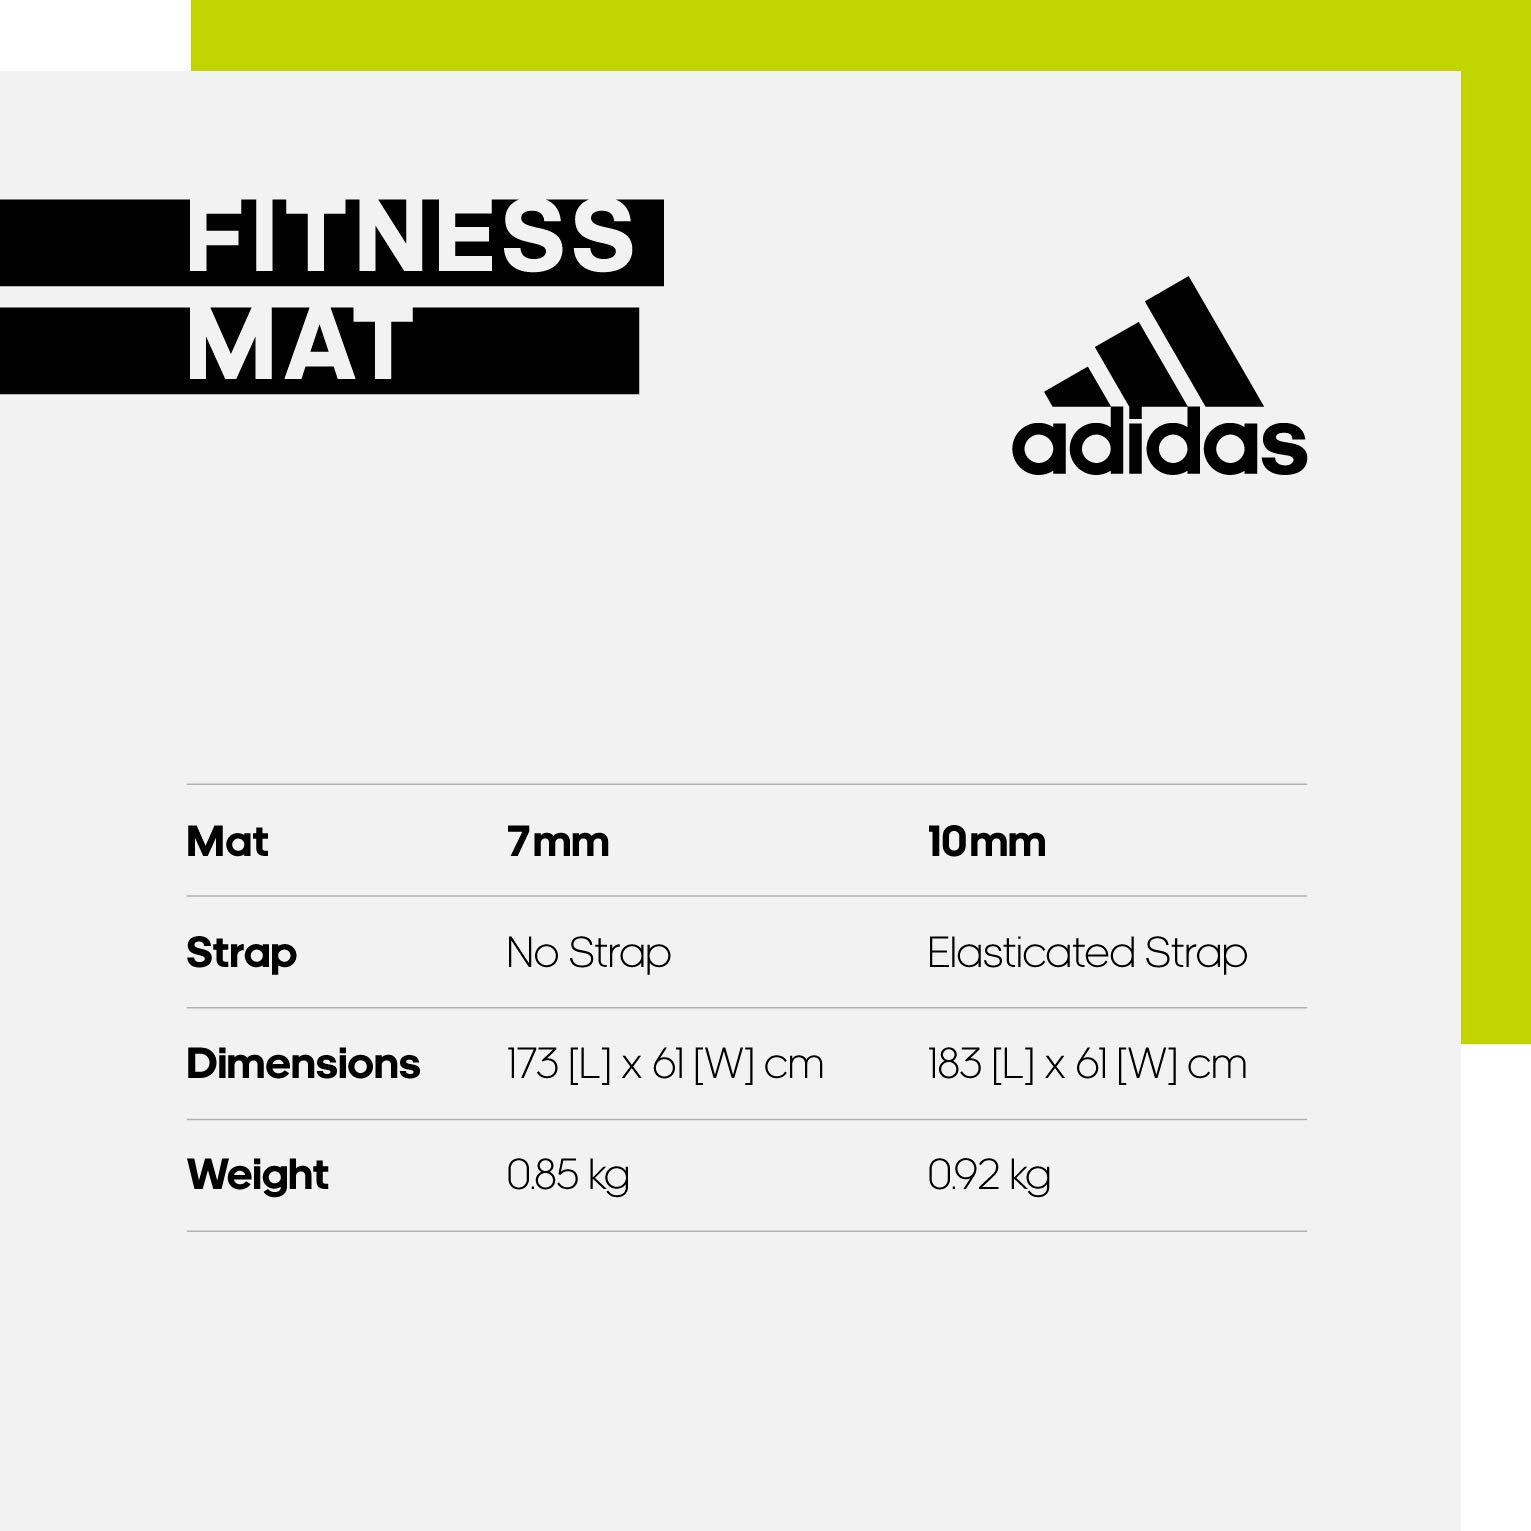 FITNESS
MAT
adidas
Mat 7mm 10mm
Strap No Strap Elasticated Strap
Dimensions 173 [L] x 61 [W] cm 183 [L] x 61 [W] cm
Weight 0.85 kg 0.92 kg